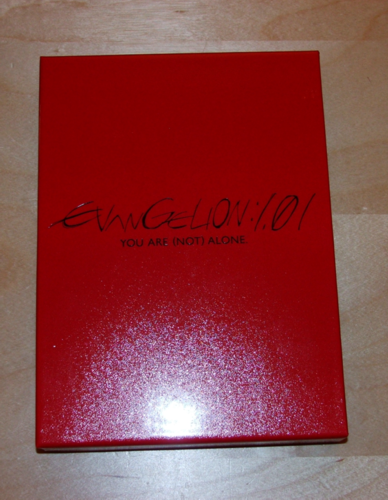 EVANGELION:1.01
YOU ARE (NOT) ALONE.